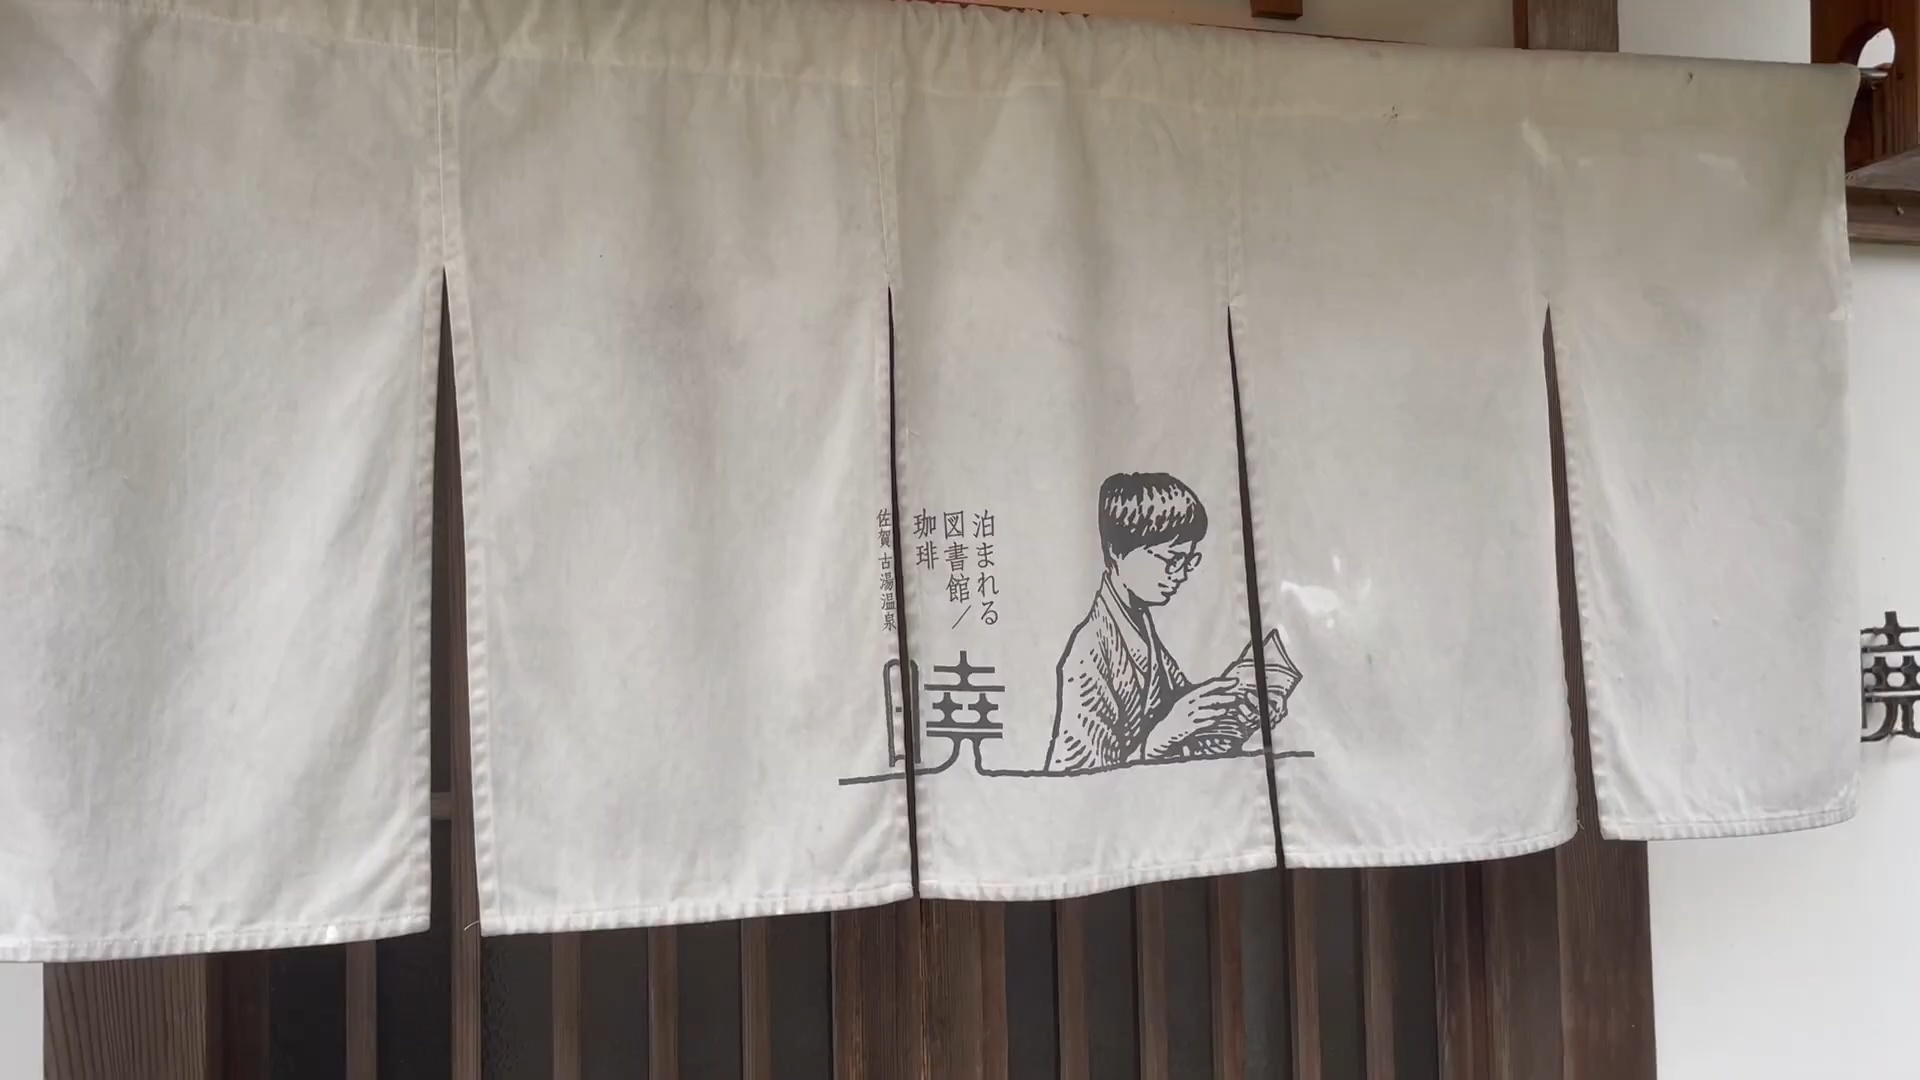 泊まれる
図書館/
珈琲
佐賀 古湯温泉
暁
暁